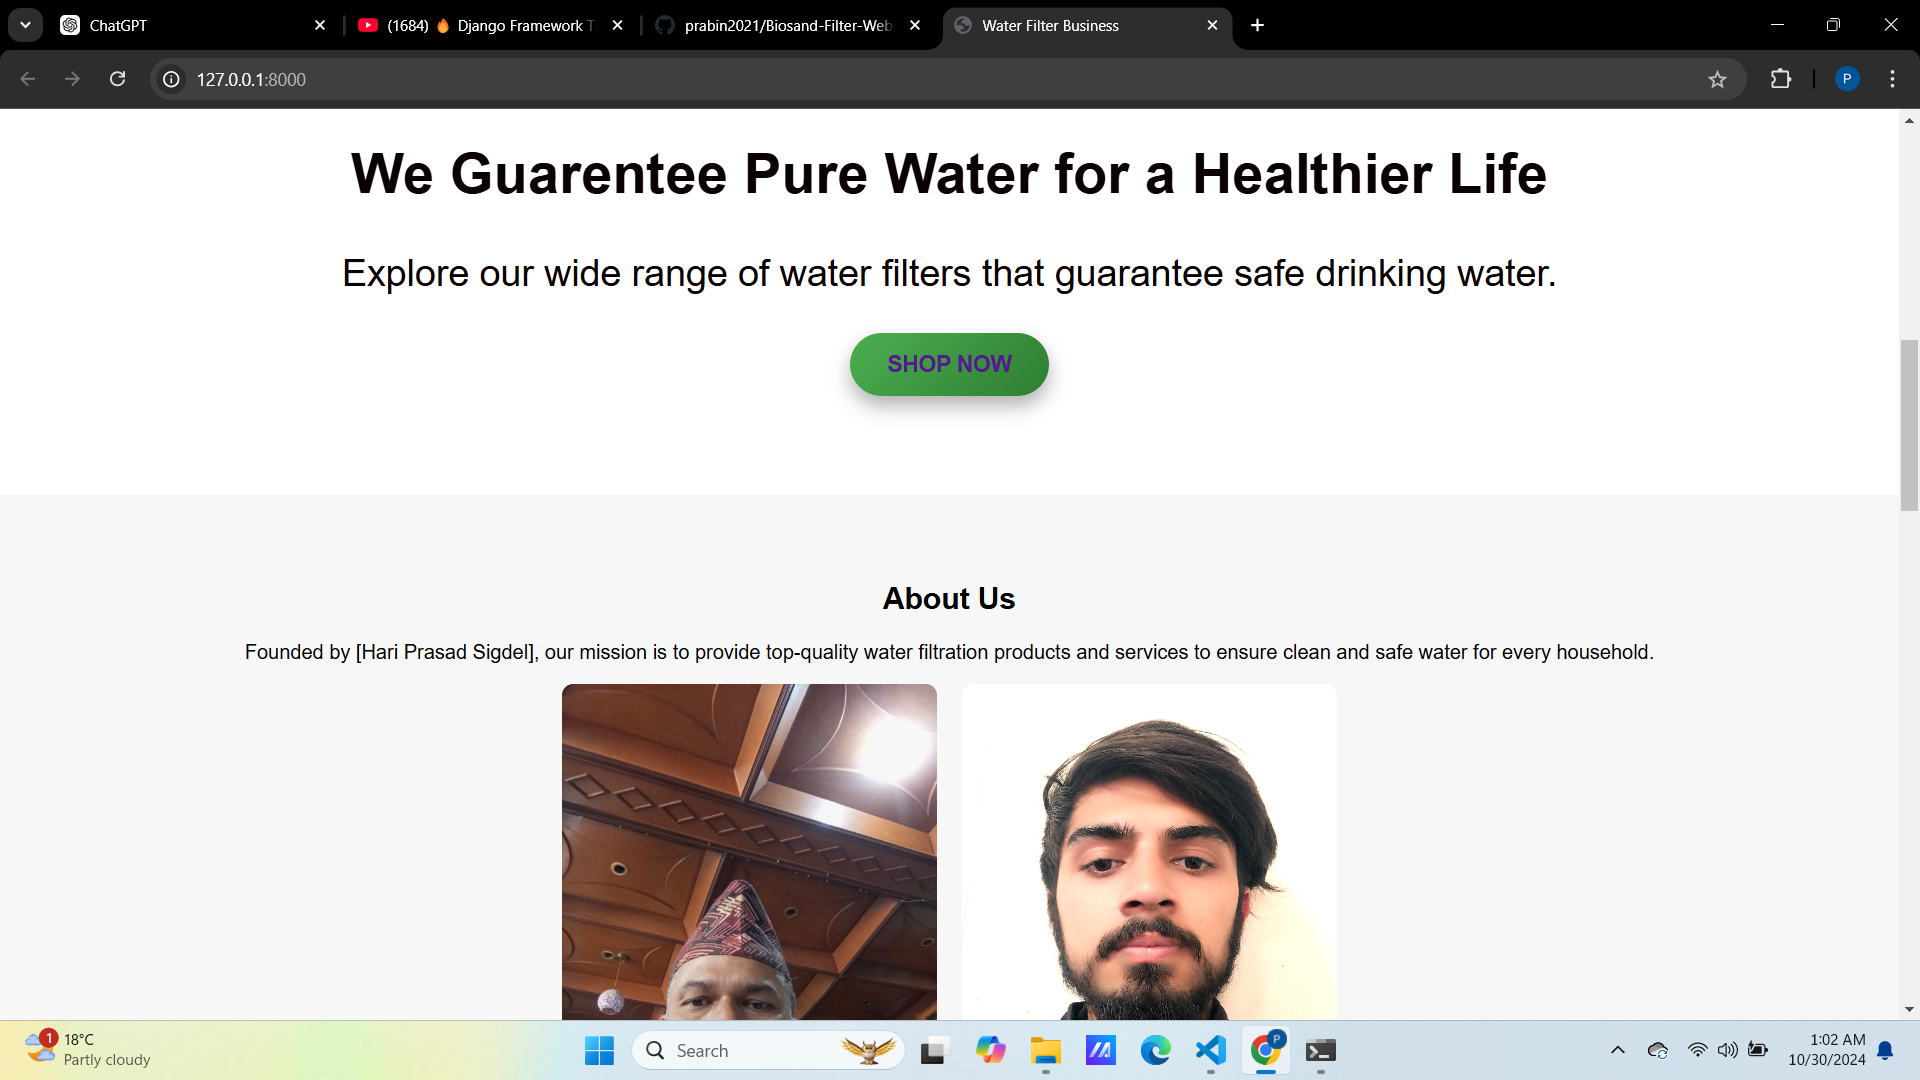 ChatGPT
(1684) 🔥 Django Framework T
prabin2021/Biosand-Filter-Web
Water Filter Business
127.0.0.1:8000
P
We Guarentee Pure Water for a Healthier Life
Explore our wide range of water filters that guarantee safe drinking water.
SHOP NOW
About Us
Founded by [Hari Prasad Sigdel], our mission is to provide top-quality water filtration products and services to ensure clean and safe water for every household.
1
18°C
Partly cloudy
Search
P
1:02 AM
10/30/2024